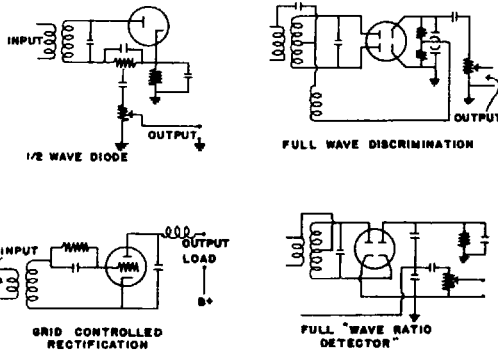 INPUT
OUTPUT
1/2 WAVE DIODE
OUTPUT
FULL WAVE DISCRIMINATION
INPUT
OUTPUT
LOAD
B+
GRID CONTROLLED
RECTIFICATION
FULL "WAVE RATIO
DETECTOR"